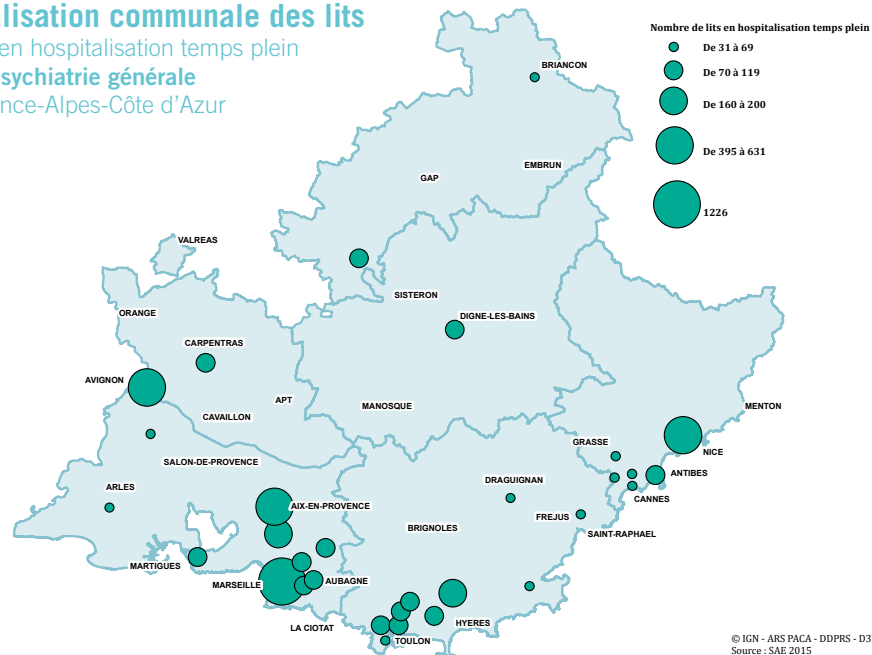 lisation communale des lits
en hospitalisation temps plein
sychiatrie générale
nce-Alpes-Côte d'Azur
Nombre de lits en hospitalisation temps plein
De 31 à 69
De 70 à 119
De 160 à 200
De 395 à 631
1226
BRIANCON
EMBRUN
GAP
VALREAS
SISTERON
ORANGE
DIGNE-LES-BAINS
CARPENTRAS
AVIGNON
APT
MANOSQUE
CAVAILLON
MENTON
GRASSE
NICE
SALON-DE-PROVENCE
ANTIBES
DRAGUIGNAN
ARLES
CANNES
AIX-EN-PROVENCE
FREJUS
BRIGNOLES
SAINT-RAPHAEL
MARTIGUES
MARSEILLE
AUBAGNE
LA CIOTAT
HYERES
TOULON
© IGN - ARS PACA - DDPRS - D3
Source : SAE 2015